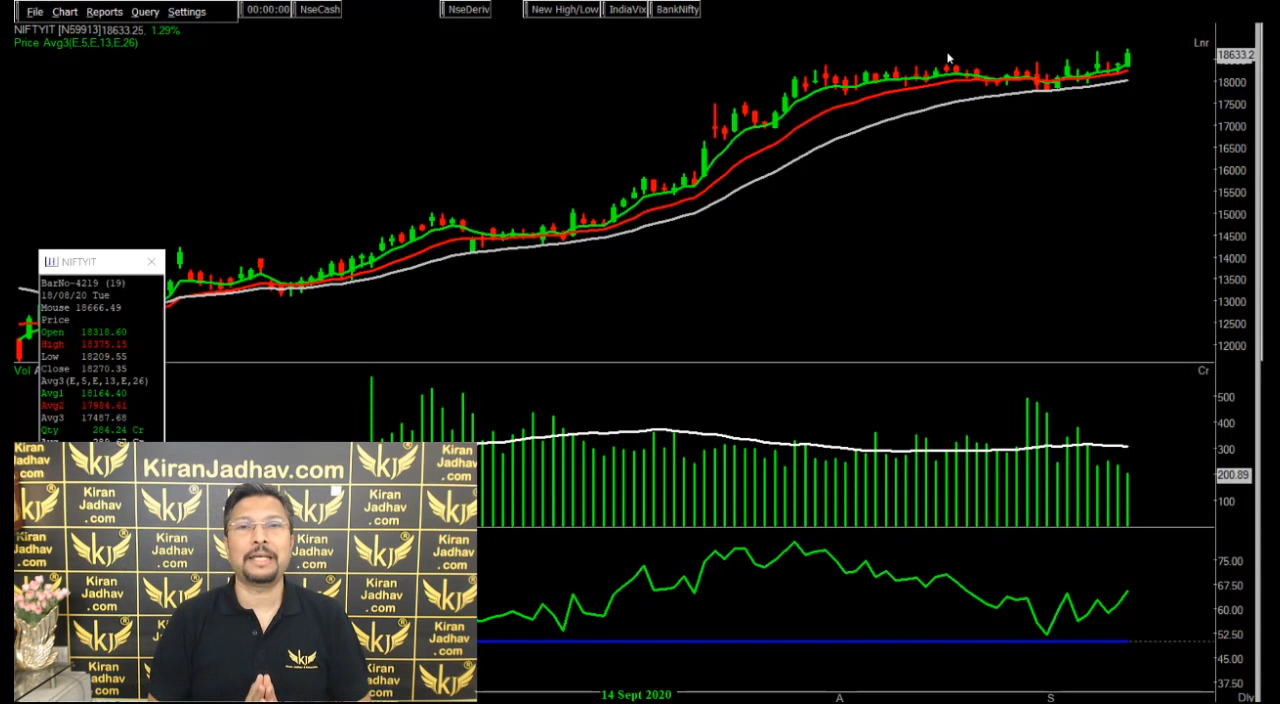 File Chart Reports Query Settings 00:00:00 NseCash NseDeriv New High/Low IndiaVix BankNifty
NIFTYIT [N59913]18633.25, 1.29%
Price Avg3(E,5,E,13,E,26)
Lnr
18633.2
18000
17500
17000
16500
16000
15500
15000
14500
14000
13500
13000
12500
12000
NIFTYIT
BarNo-4219 (19)
18/08/20 Tue
Mouse 18666.49
Price
Open 18318.60
High 18375.15
Low 18209.55
Close 18270.35
Avg3(E,5,E,13,E,26)
Avg1 18164.40
Avg2 17984.61
Avg3 17487.68
Qty 284.24 Cr
Vol
Cr
500
400
300
200.89
100
75.00
67.50
60.00
52.50
45.00
37.50
14 Sept 2020
A
S
Dly
KiranJadhav.com
Kiran Jadhav .com
KJ